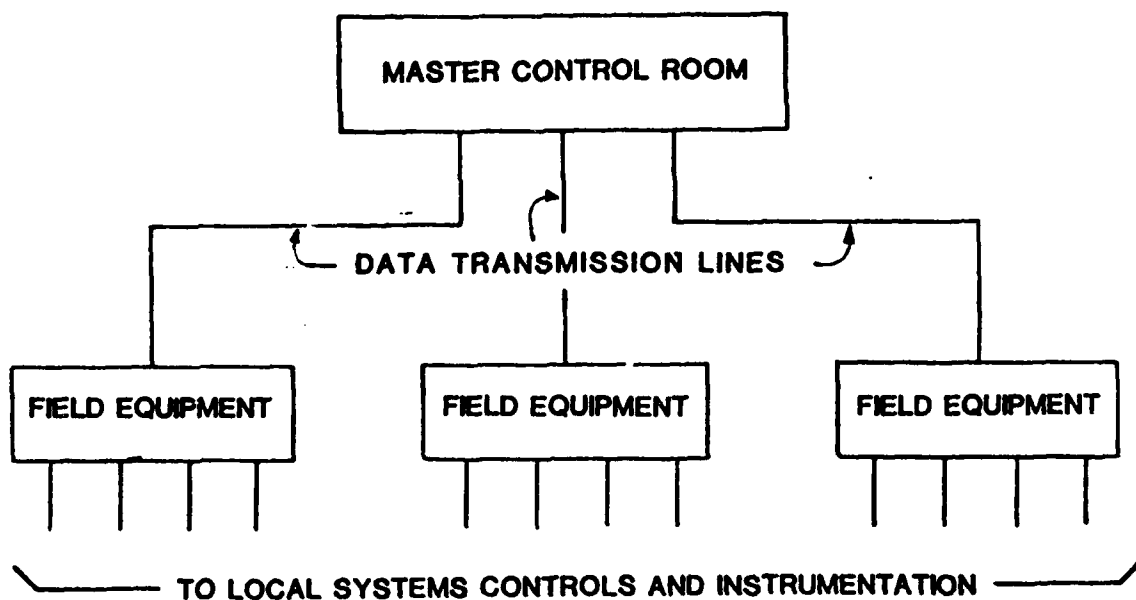 MASTER CONTROL ROOM
DATA TRANSMISSION LINES
FIELD EQUIPMENT
FIELD EQUIPMENT
FIELD EQUIPMENT
TO LOCAL SYSTEMS CONTROLS AND INSTRUMENTATION